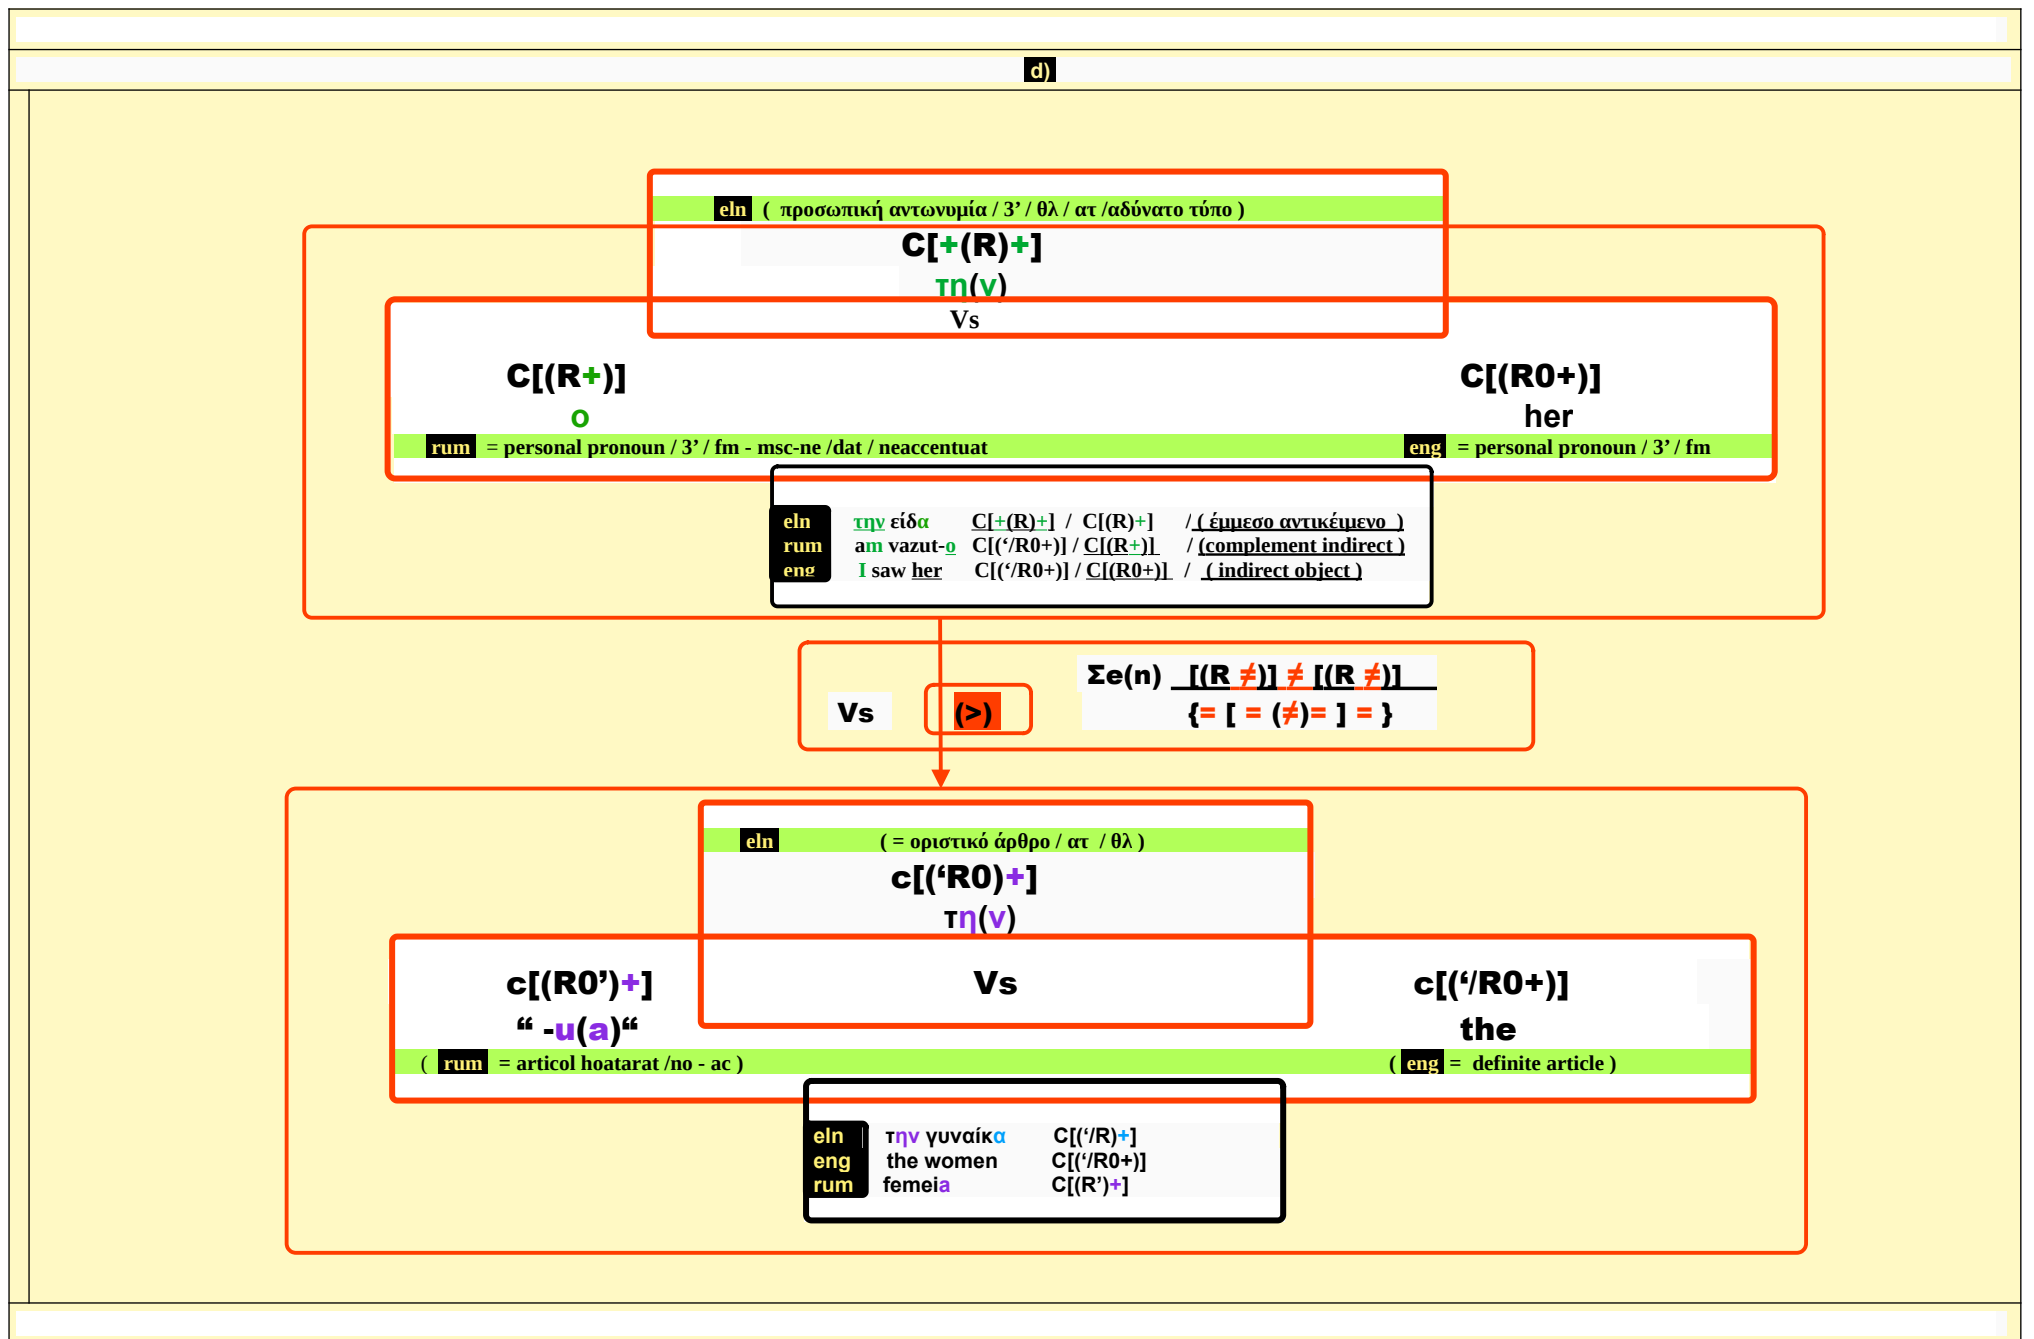 d)
eln ( προσωπική αντωνυμία / 3’ / θλ / ατ /αδύνατο τύπο )
C[+(R)+]
τη(ν)
Vs
C[(R+)] C[(R0+)]
o her
rum = personal pronoun / 3’ / fm - msc-ne /dat / neaccentuat eng = personal pronoun / 3’ / fm
eln την είδα C[+(R)+] / C[(R)+] / ( έμμεσο αντικέιμενο )
rum am vazut-o C[(‘/R0+)] / C[(R+)] / (complement indirect )
eng I saw her C[(‘/R0+)] / C[(R0+)] / ( indirect object )
Σe(n) [(R ≠)] ≠ [(R ≠)]
Vs (>) {= [ = (≠)= ] = }
eln ( = οριστικό άρθρο / ατ / θλ )
c[(‘R0)+]
τη(ν)
c[(R0’)+] Vs c[(‘/R0+)]
“ -u(a)“ the
( rum = articol hoatarat /no - ac ) ( eng = definite article )
eln την γυναίκα C[(‘/R)+]
eng the women C[(‘/R0+)]
rum femeia C[(R’)+]